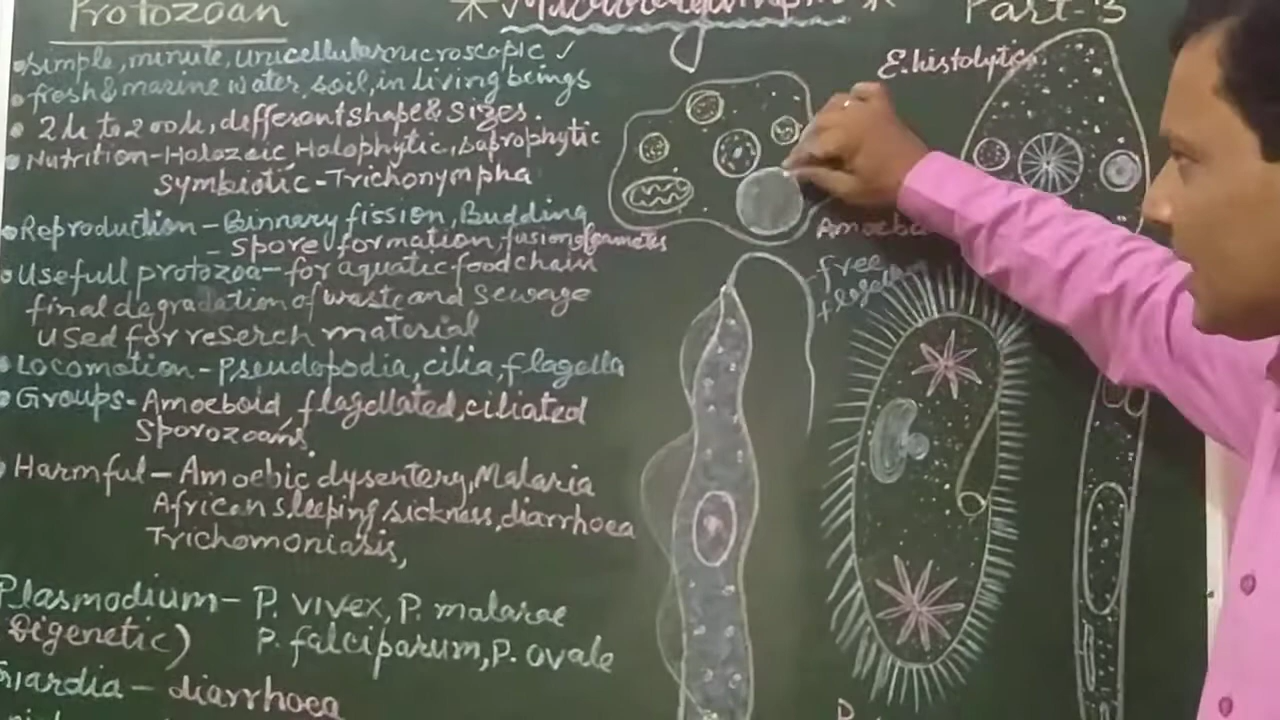 Protozoan
* Microorganisms *
Part-3
• Simple, minute, unicellular microscopic ✓
• fresh & marine water, soil, in living beings
• 2µ to 200µ, different shape & sizes.
• Nutrition - Holozoic, Holophytic, Saprophytic
Symbiotic - Trichonympha
• Reproduction - Binnary fission, Budding,
- Spore formation, fusion of gametes
• Usefull protozoa - for aquatic food chain
final degradation of waste and sewage
used for reserch material
• Locomotion - Pseudopodia, cilia, flagella
• Groups - Amoeboid, flagellated, ciliated
Sporozoans.
• Harmful - Amoebic dysentery, Malaria
African sleeping sickness, diarrhoea
Trichomoniasis,
Plasmodium - P. vivex, P. malarae
Digenetic) P. falciparum, P. ovale
Giardia - diarrhoea
E. histolytica
Amoeba
free